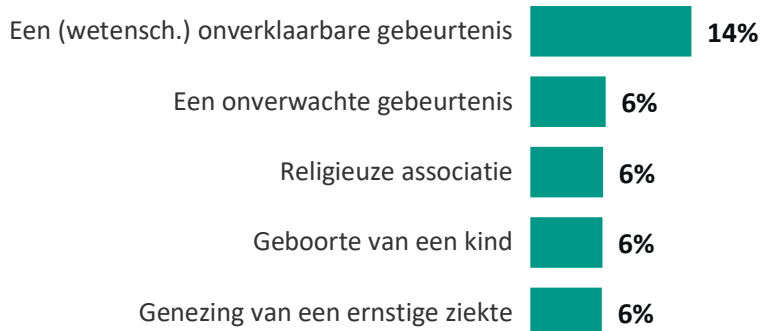 Een (wetensch.) onverklaarbare gebeurtenis 14%
Een onverwachte gebeurtenis 6%
Religieuze associatie 6%
Geboorte van een kind 6%
Genezing van een ernstige ziekte 6%